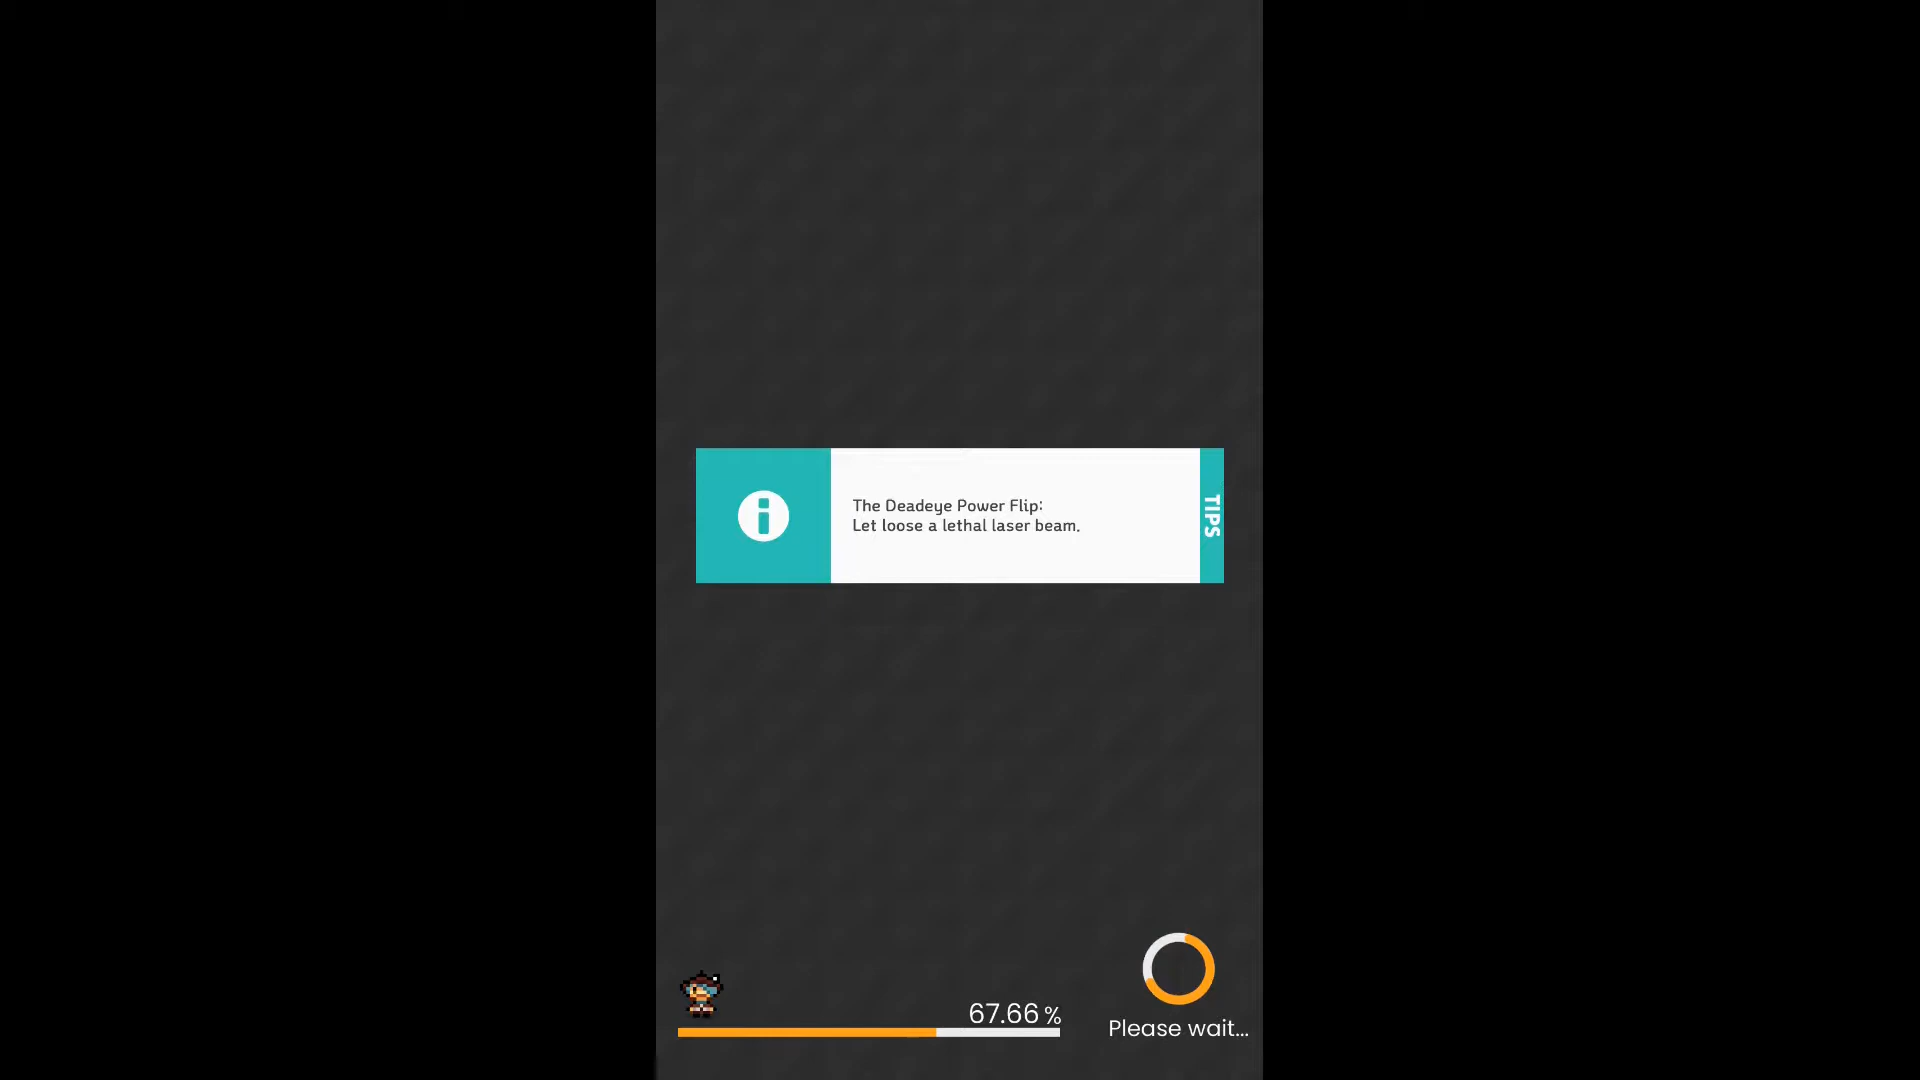 The Deadeye Power Flip:
Let loose a lethal laser beam.
TIPS
67.66 %
Please wait...